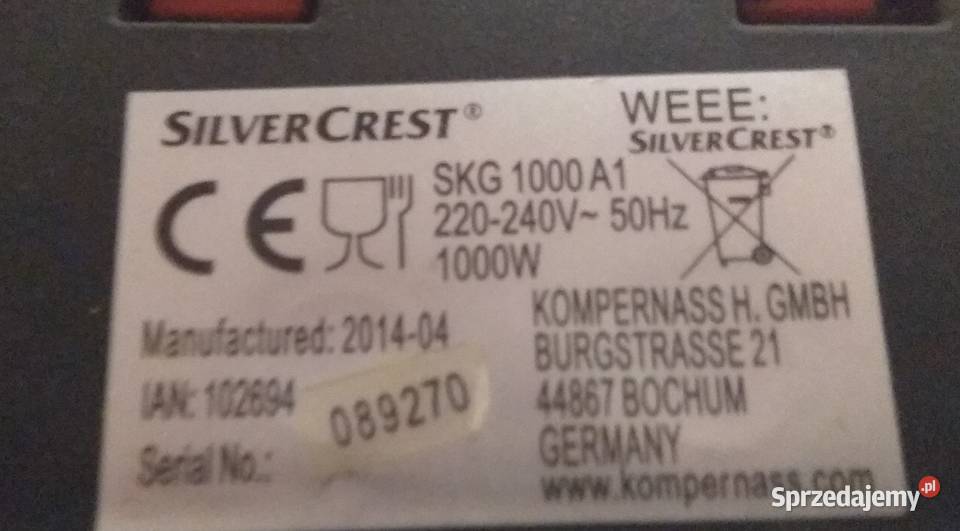 SILVERCREST®
WEEE:
SILVERCREST®
CE
SKG 1000 A1
220-240V~ 50Hz
1000W
Manufactured: 2014-04
IAN: 102694
Serial No.:
089270
KOMPERNASS H. GMBH
BURGSTRASSE 21
44867 BOCHUM
GERMANY
www.kompernass.com
Sprzedajemy.pl